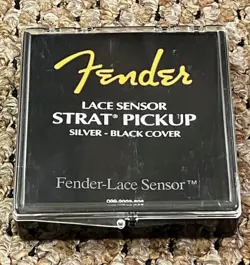 Fender
LACE SENSOR
STRAT® PICKUP
SILVER - BLACK COVER
Fender-Lace Sensor™